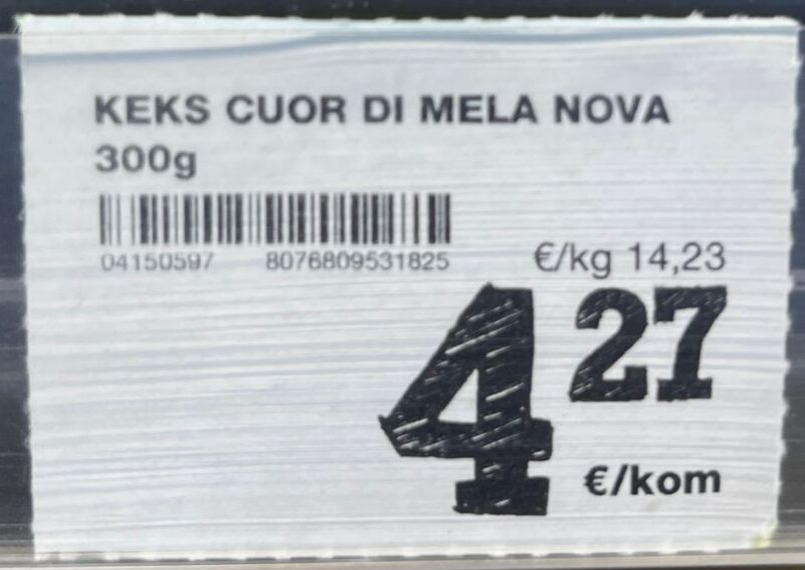 KEKS CUOR DI MELA NOVA
300g
04150597 8076809531825
€/kg 14,23
4 27
€/kom